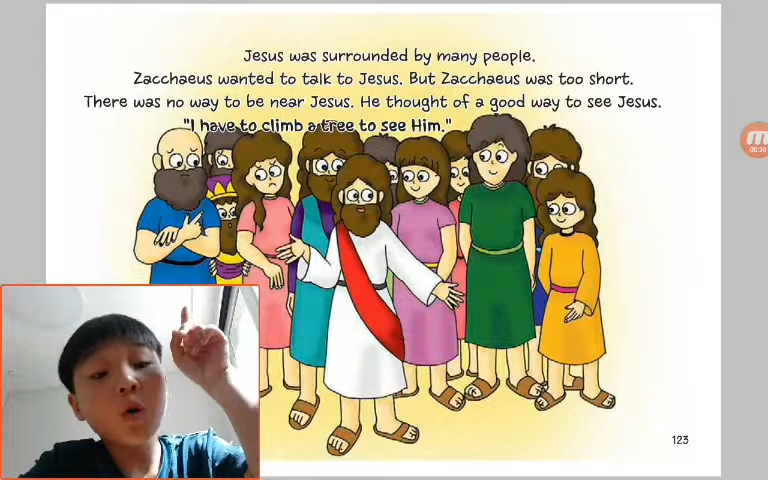 Jesus was surrounded by many people.
Zacchaeus wanted to talk to Jesus. But Zacchaeus was too short.
There was no way to be near Jesus. He thought of a good way to see Jesus.
"I have to climb a tree to see Him."
00:38
123